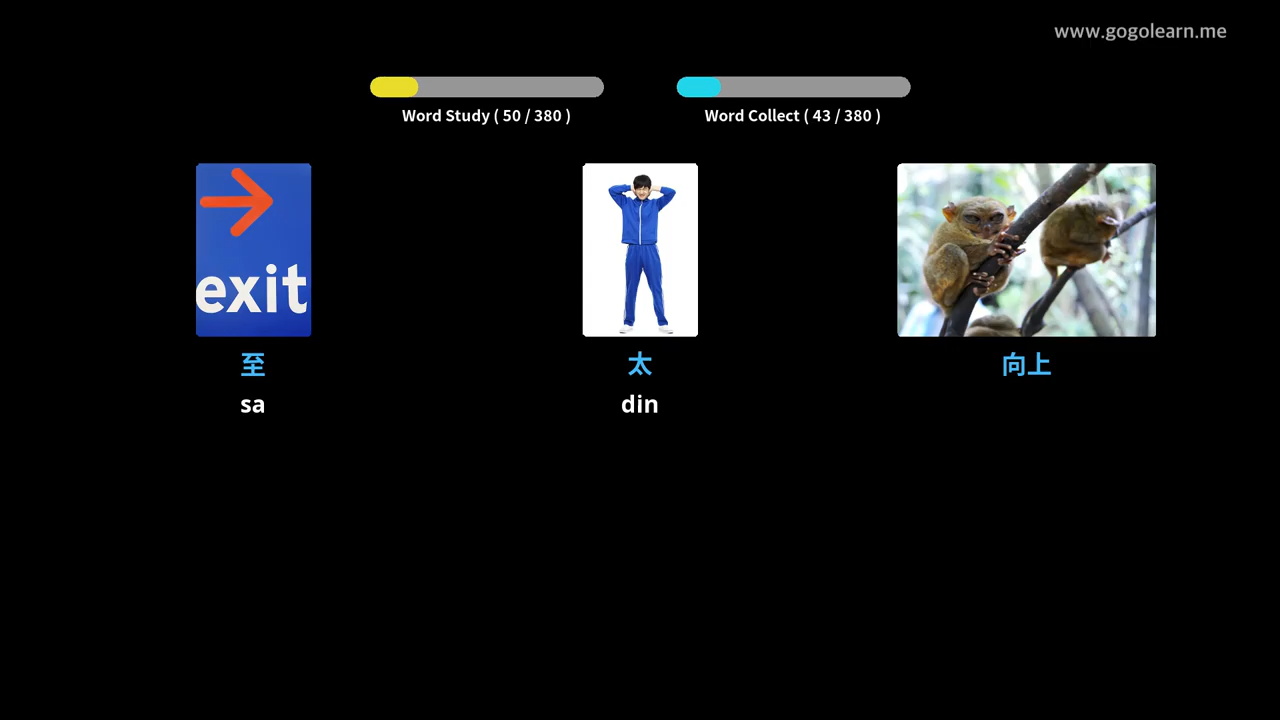 www.gogolearn.me
Word Study ( 50 / 380 )
Word Collect ( 43 / 380 )
exit
至
太
向上
sa
din